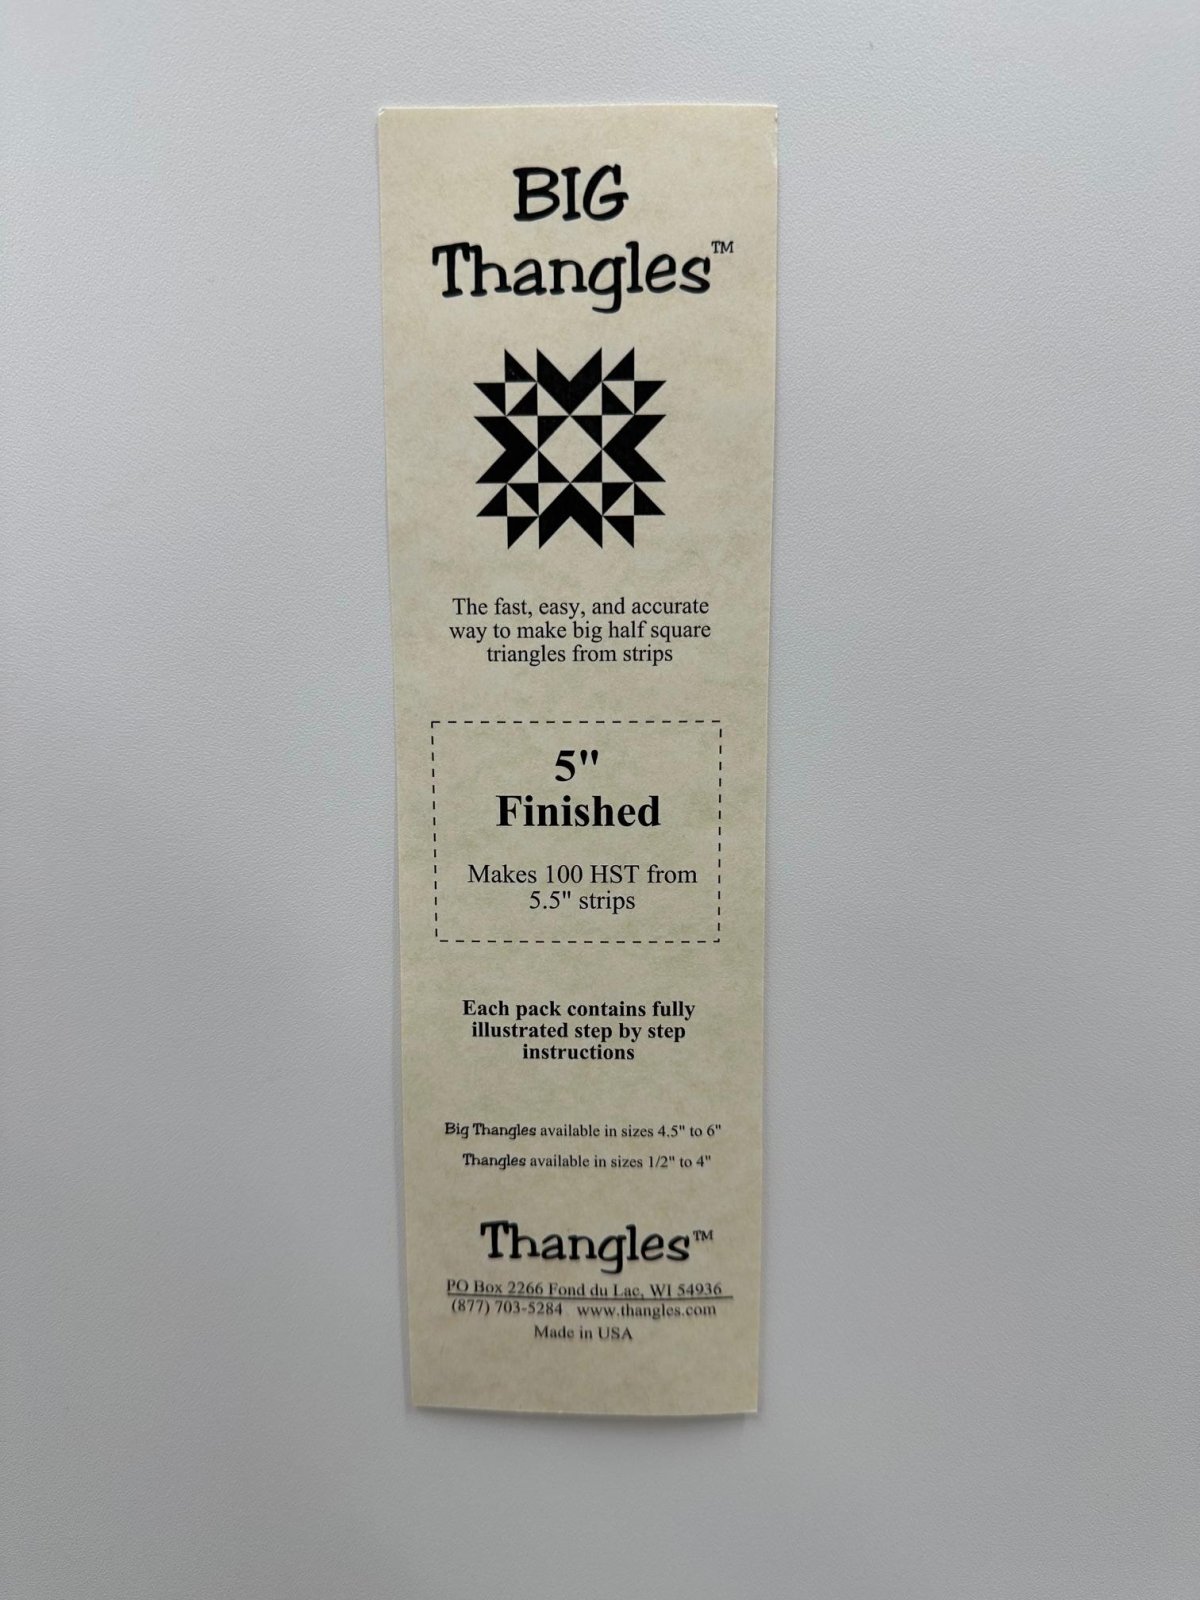 BIG
Thangles™
The fast, easy, and accurate
way to make big half square
triangles from strips
5"
Finished
Makes 100 HST from
5.5" strips
Each pack contains fully
illustrated step by step
instructions
Big Thangles available in sizes 4.5" to 6"
Thangles available in sizes 1/2" to 4"
Thangles™
PO Box 2266 Fond du Lac, WI 54936
(877) 703-5284 www.thangles.com
Made in USA